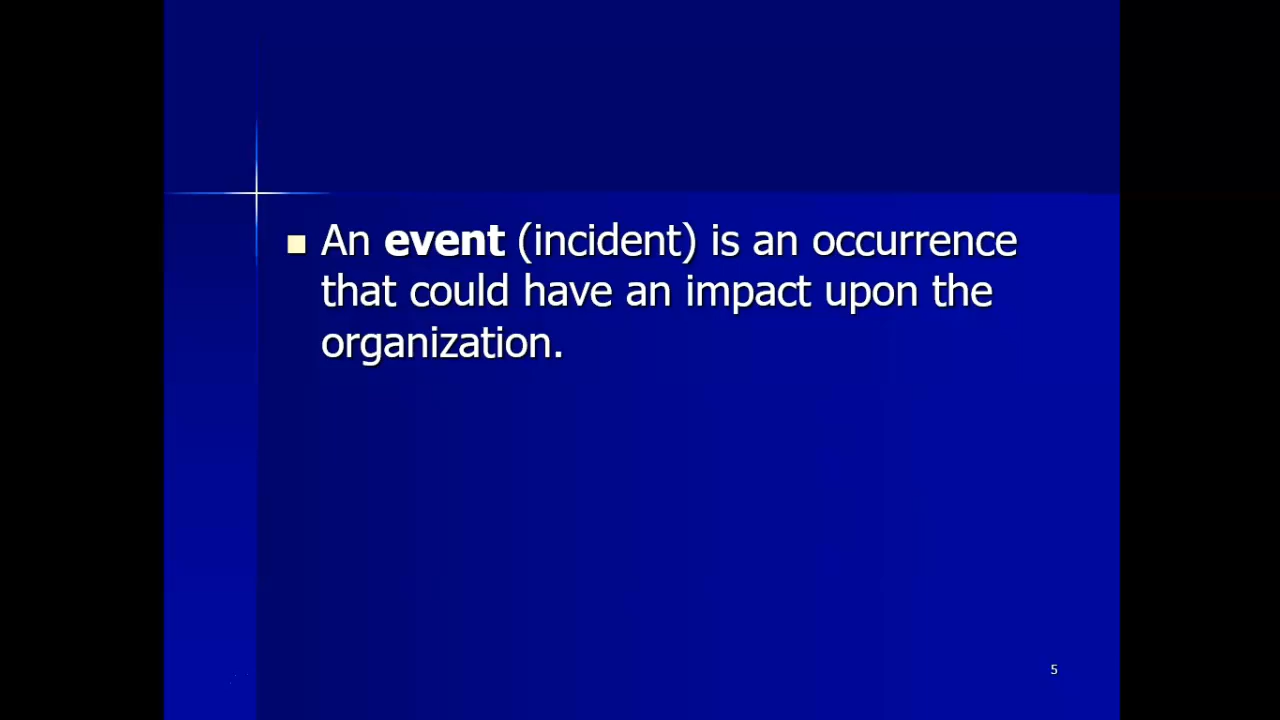 An event (incident) is an occurrence
that could have an impact upon the
organization.
5